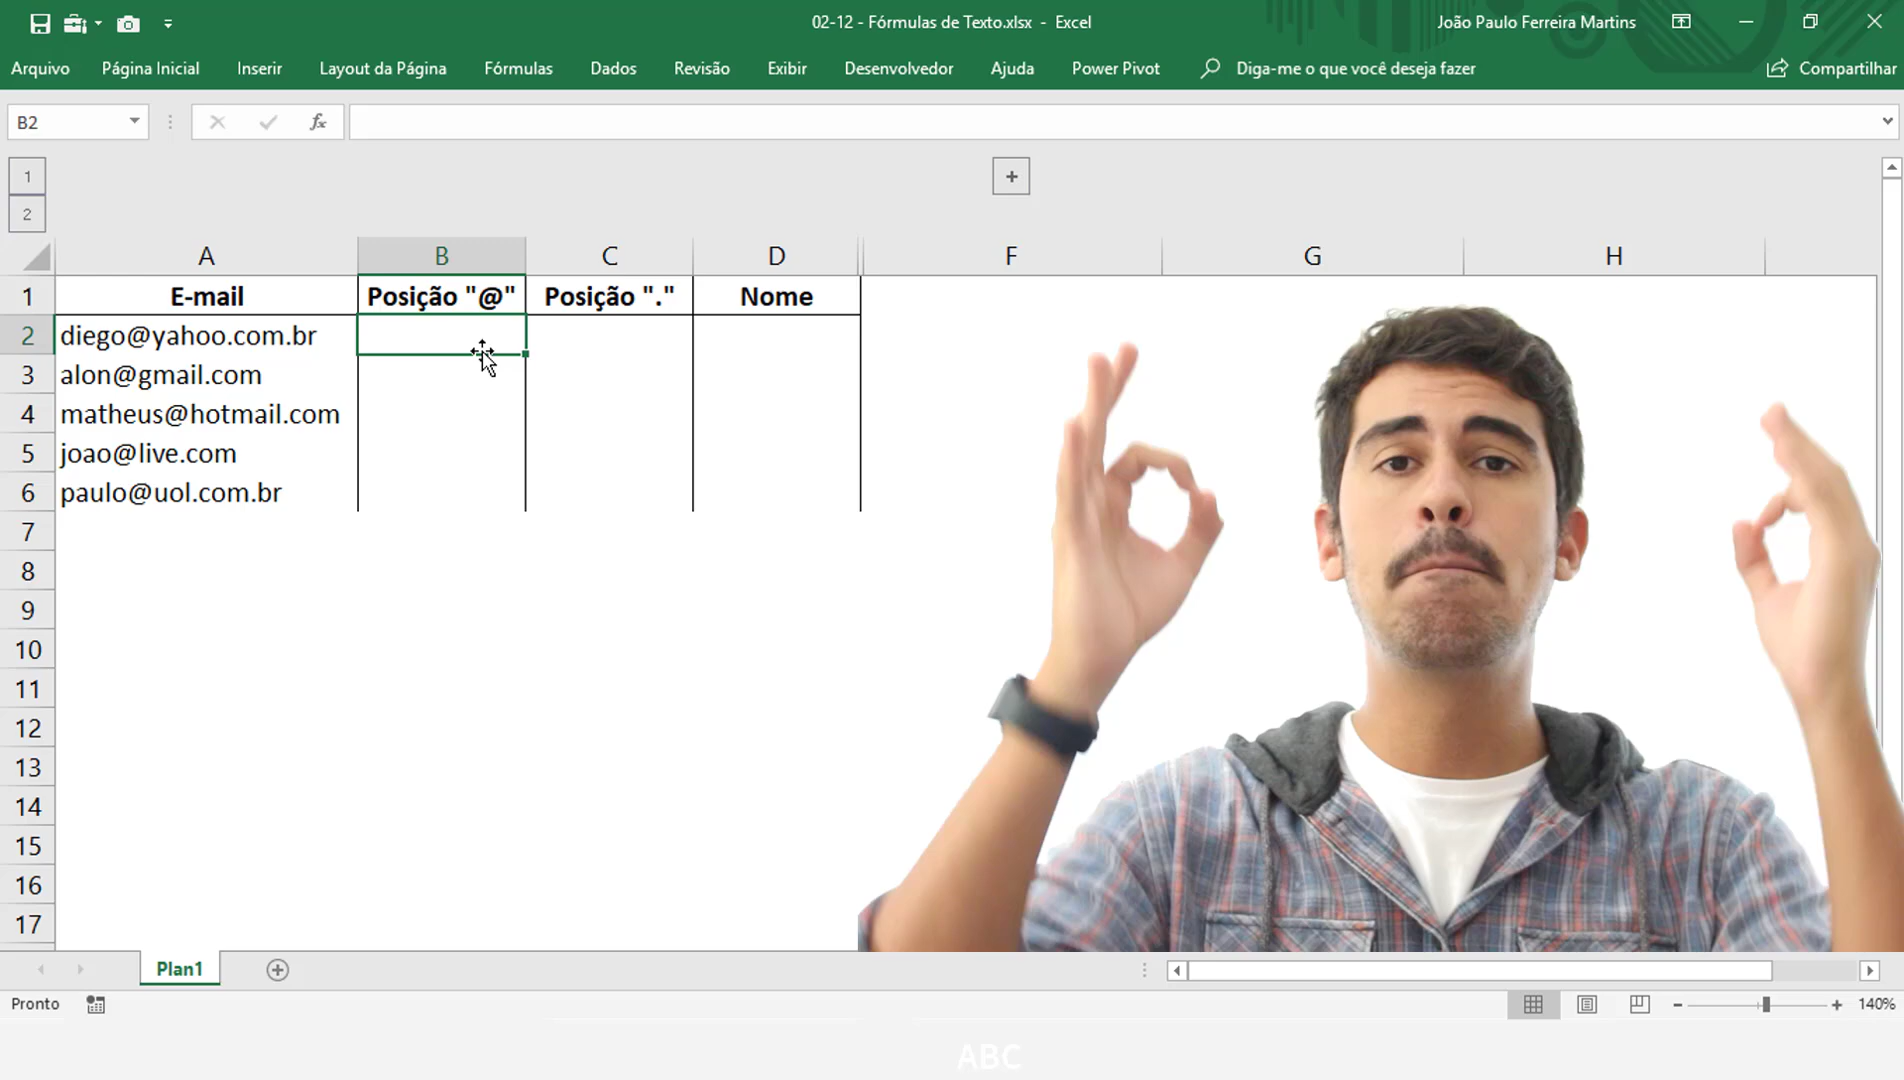 02-12 - Fórmulas de Texto.xlsx - Excel
João Paulo Ferreira Martins
Arquivo Página Inicial Inserir Layout da Página Fórmulas Dados Revisão Exibir Desenvolvedor Ajuda Power Pivot Diga-me o que você deseja fazer Compartilhar
B2 fx
1
2
A B C D F G H
1 E-mail Posição "@" Posição "." Nome
2 diego@yahoo.com.br
3 alon@gmail.com
4 matheus@hotmail.com
5 joao@live.com
6 paulo@uol.com.br
7
8
9
10
11
12
13
14
15
16
17
Plan1
Pronto 140%
ABC